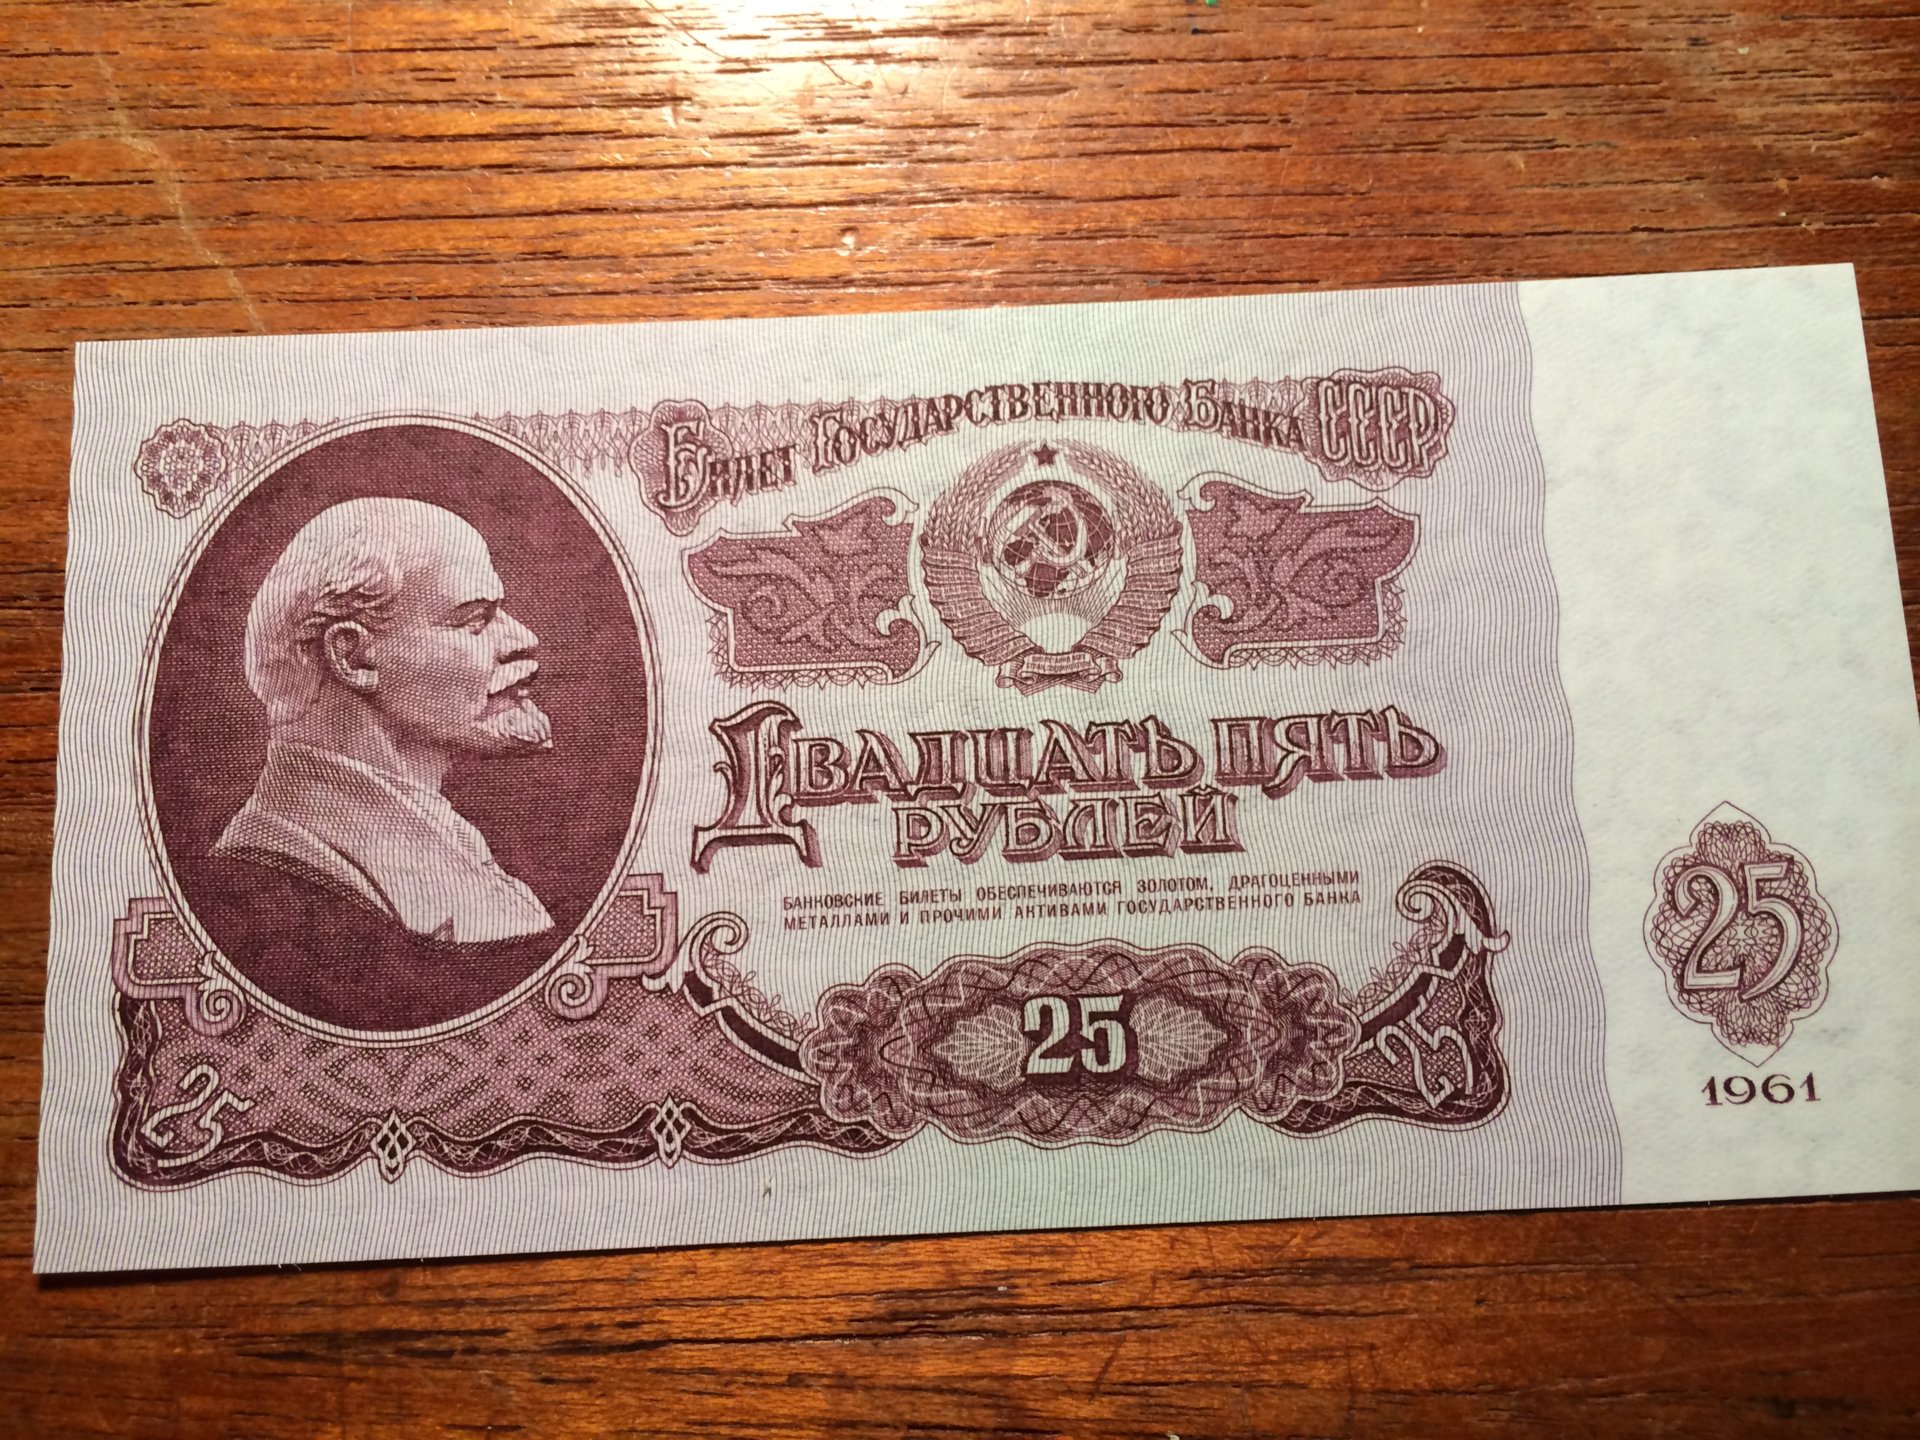 Билет Государственного Банка СССР
Двадцать пять
рублей
БАНКОВСКИЕ БИЛЕТЫ ОБЕСПЕЧИВАЮТСЯ ЗОЛОТОМ, ДРАГОЦЕННЫМИ
МЕТАЛЛАМИ И ПРОЧИМИ АКТИВАМИ ГОСУДАРСТВЕННОГО БАНКА
25
25
25
25
1961